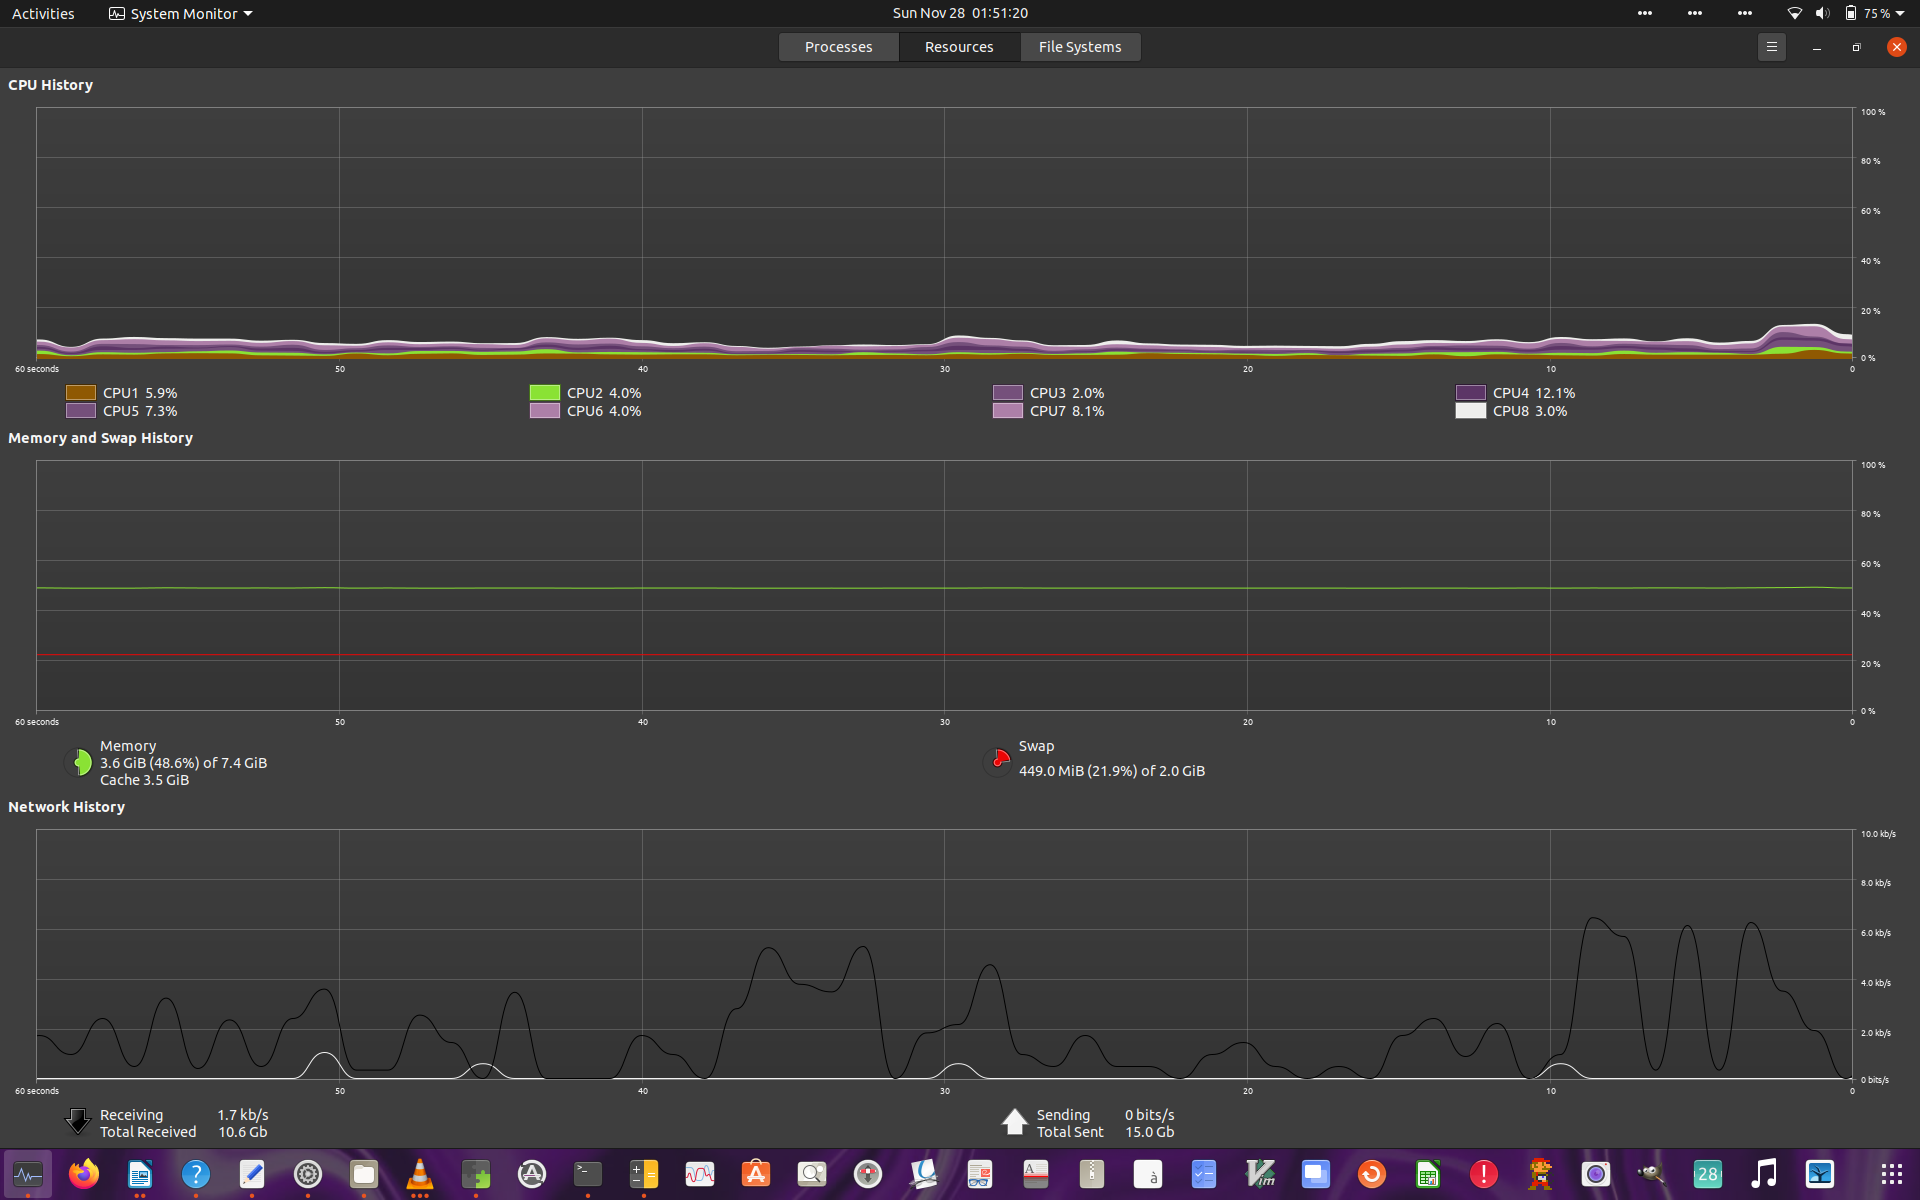 Activities System Monitor Sun Nov 28 01:51:20 75 %
Processes Resources File Systems
CPU History
100 %
80 %
60 %
40 %
20 %
0 %
60 seconds 50 40 30 20 10 0
CPU1 5.9% CPU2 4.0% CPU3 2.0% CPU4 12.1%
CPU5 7.3% CPU6 4.0% CPU7 8.1% CPU8 3.0%
Memory and Swap History
100 %
80 %
60 %
40 %
20 %
0 %
60 seconds 50 40 30 20 10 0
Memory Swap
3.6 GiB (48.6%) of 7.4 GiB 449.0 MiB (21.9%) of 2.0 GiB
Cache 3.5 GiB
Network History
10.0 kb/s
8.0 kb/s
6.0 kb/s
4.0 kb/s
2.0 kb/s
0 bits/s
60 seconds 50 40 30 20 10 0
Receiving 1.7 kb/s Sending 0 bits/s
Total Received 10.6 Gb Total Sent 15.0 Gb
? >_ A à Vim ! 28